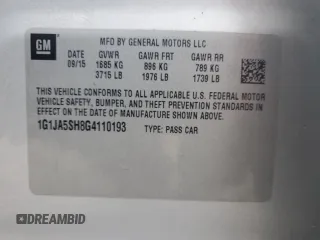 GM
MFD BY GENERAL MOTORS LLC
DATE GVWR GAWR FRT GAWR RR
09/15 1685 KG 896 KG 789 KG
3715 LB 1976 LB 1739 LB
THIS VEHICLE CONFORMS TO ALL APPLICABLE U.S. FEDERAL MOTOR
VEHICLE SAFETY, BUMPER, AND THEFT PREVENTION STANDARDS IN
EFFECT ON THE DATE OF MANUFACTURE SHOWN ABOVE.
1G1JA5SH8G4110193 TYPE: PASS CAR
DREAMBID